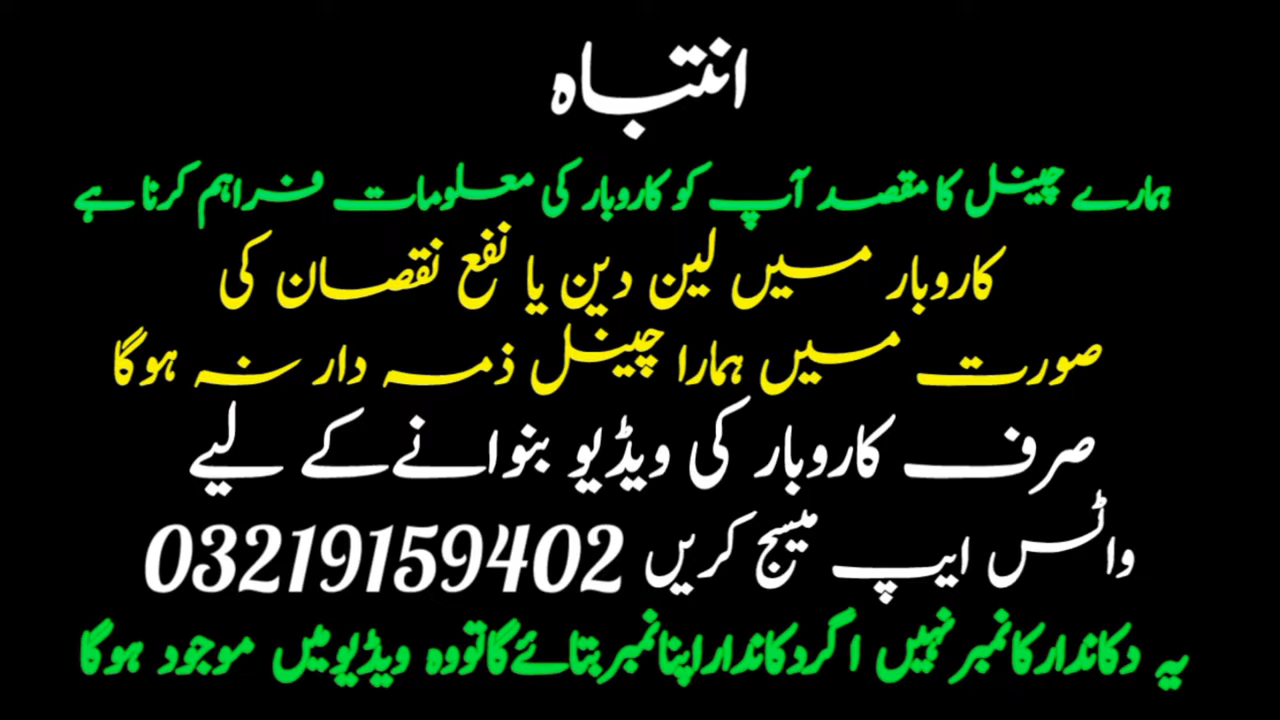 انتباہ
ہمارے چینل کا مقصد آپ کو کاروبار کی معلومات فراہم کرنا ہے
کاروبار میں لین دین یا نفع نقصان کی
صورت میں ہمارا چینل ذمہ دار نہ ہوگا
صرف کاروبار کی ویڈیو بنوانے کے لیے
واٹس ایپ میسج کریں 03219159402
یہ دکاندار کا نمبر نہیں اگر دکاندار اپنا نمبر بتائے گا تو وہ ویڈیو میں موجود ہوگا